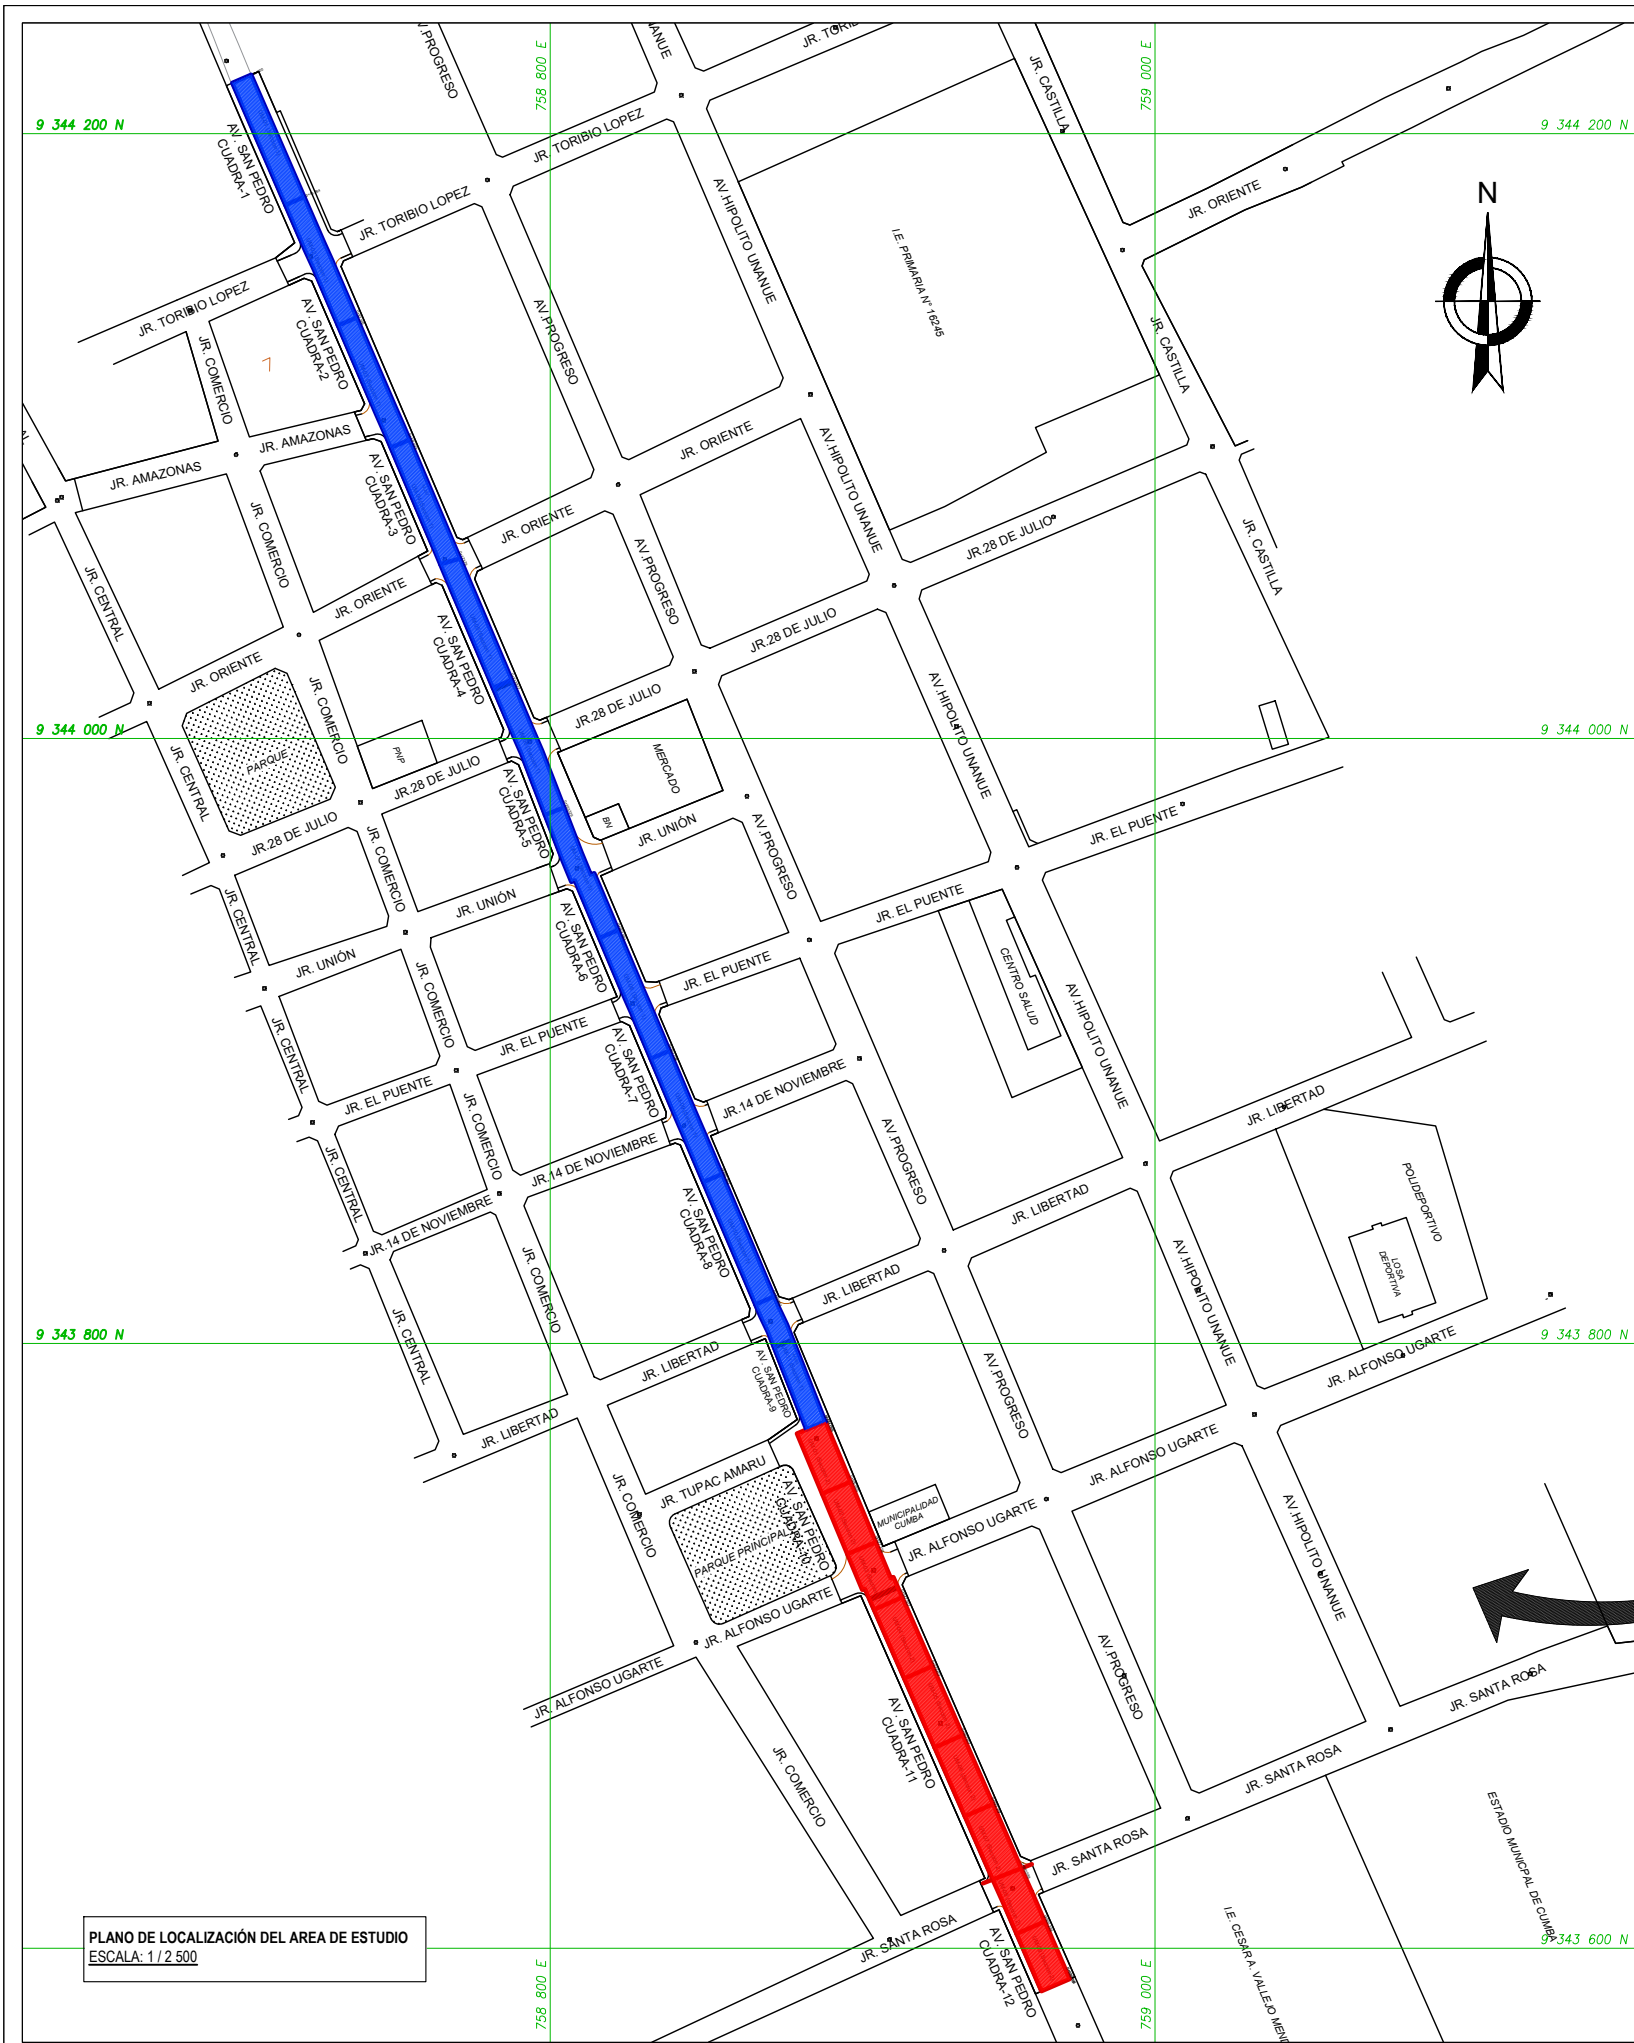 AV.PROGRESO
758 800 E
JR. CASTILLA
759 000 E
9 344 200 N
9 344 200 N
AV. SAN PEDRO
CUADRA-1
JR. TORIBIO LOPEZ
JR. TORIBIO LOPEZ
AV.HIPOLITO UNANUE
JR. ORIENTE
N
I.E. PRIMARIA N° 16245
JR. TORIBIO LOPEZ
AV. SAN PEDRO
CUADRA-2
AV.PROGRESO
JR. CASTILLA
JR. COMERCIO
7
JR. AMAZONAS
JR. AMAZONAS
JR. ORIENTE
AV.HIPOLITO UNANUE
AV. SAN PEDRO
CUADRA-3
JR. ORIENTE
JR.28 DE JULIO
JR. CASTILLA
JR. COMERCIO
JR. CENTRAL
JR. ORIENTE
AV.PROGRESO
JR. ORIENTE
AV. SAN PEDRO
CUADRA-4
JR.28 DE JULIO
AV.HIPOLITO UNANUE
JR. COMERCIO
JR.28 DE JULIO
9 344 000 N
9 344 000 N
JR. CENTRAL
PARQUE
PNP
MERCADO
JR.28 DE JULIO
JR.28 DE JULIO
AV. SAN PEDRO
CUADRA-5
BN
JR. UNIÓN
AV.PROGRESO
JR. EL PUENTE
JR. COMERCIO
JR. CENTRAL
JR. UNIÓN
JR. EL PUENTE
AV. SAN PEDRO
CUADRA-6
JR. UNIÓN
JR. COMERCIO
JR. EL PUENTE
CENTRO SALUD
AV.HIPOLITO UNANUE
JR. CENTRAL
JR. EL PUENTE
AV. SAN PEDRO
CUADRA-7
JR. EL PUENTE
JR. COMERCIO
JR.14 DE NOVIEMBRE
JR. LIBERTAD
JR. CENTRAL
JR.14 DE NOVIEMBRE
AV.PROGRESO
JR.14 DE NOVIEMBRE
AV. SAN PEDRO
CUADRA-8
JR. LIBERTAD
POLIDEPORTIVO
JR. COMERCIO
JR. LIBERTAD
AV.HIPOLITO UNANUE
LOSA
DEPORTIVA
9 343 800 N
9 343 800 N
JR. CENTRAL
JR. LIBERTAD
AV. SAN PEDRO
CUADRA-9
AV.PROGRESO
JR. ALFONSO UGARTE
JR. LIBERTAD
JR. TUPAC AMARU
JR. ALFONSO UGARTE
JR. COMERCIO
PARQUE PRINCIPAL
AV. SAN PEDRO
CUADRA-10
MUNICIPALIDAD
CUMBA
JR. ALFONSO UGARTE
AV.HIPOLITO UNANUE
JR. ALFONSO UGARTE
JR. ALFONSO UGARTE
AV.PROGRESO
JR. SANTA ROSA
AV. SAN PEDRO
CUADRA-11
JR. COMERCIO
JR. SANTA ROSA
JR. SANTA ROSA
ESTADIO MUNICPAL DE CUMBA
PLANO DE LOCALIZACIÓN DEL AREA DE ESTUDIO
ESCALA: 1 / 2 500
JR. SANTA ROSA
AV. SAN PEDRO
CUADRA-12
I.E. CESAR A. VALLEJO
9 343 600 N
758 800 E
759 000 E